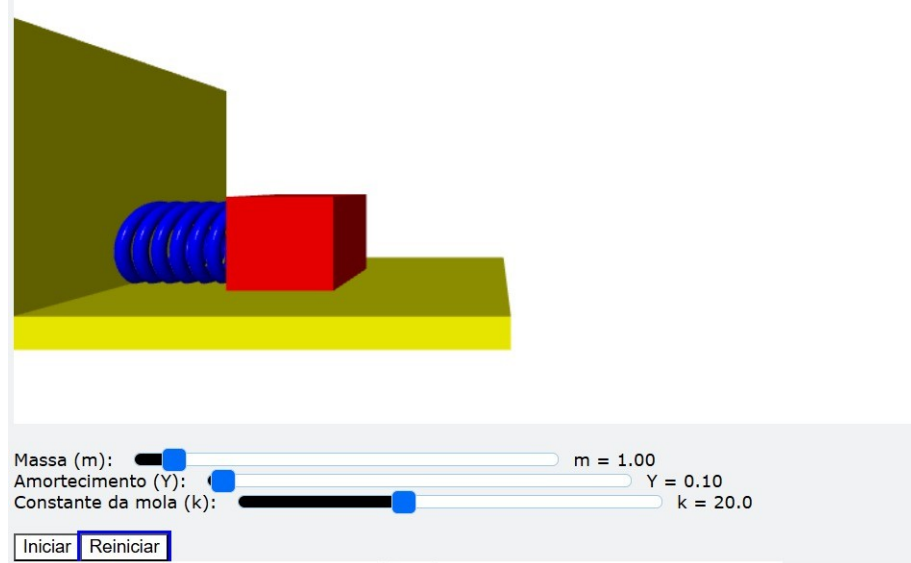 Massa (m): m = 1.00
Amortecimento (Y): Y = 0.10
Constante da mola (k): k = 20.0
Iniciar Reiniciar